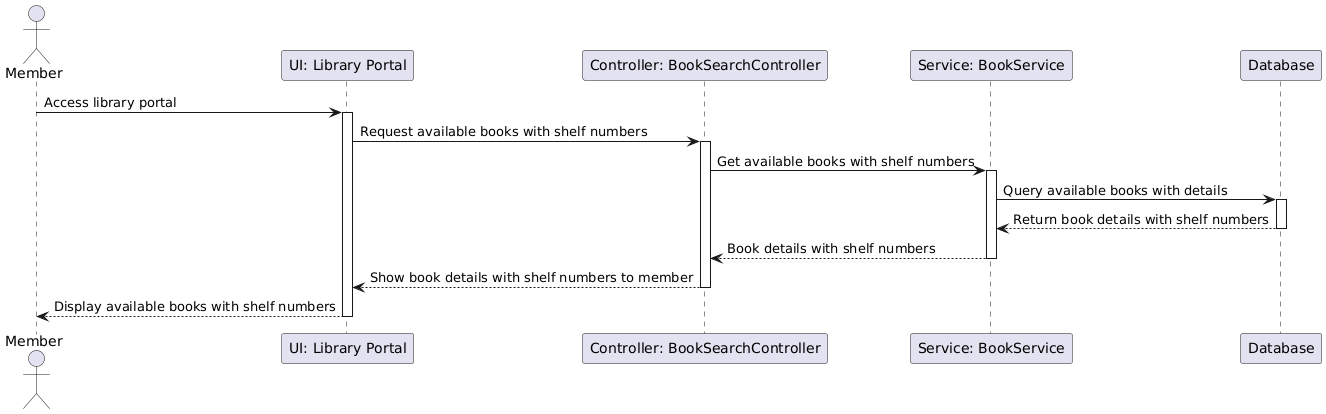 Member
UI: Library Portal
Controller: BookSearchController
Service: BookService
Database
Access library portal
Request available books with shelf numbers
Get available books with shelf numbers
Query available books with details
Return book details with shelf numbers
Book details with shelf numbers
Show book details with shelf numbers to member
Display available books with shelf numbers
Member
UI: Library Portal
Controller: BookSearchController
Service: BookService
Database